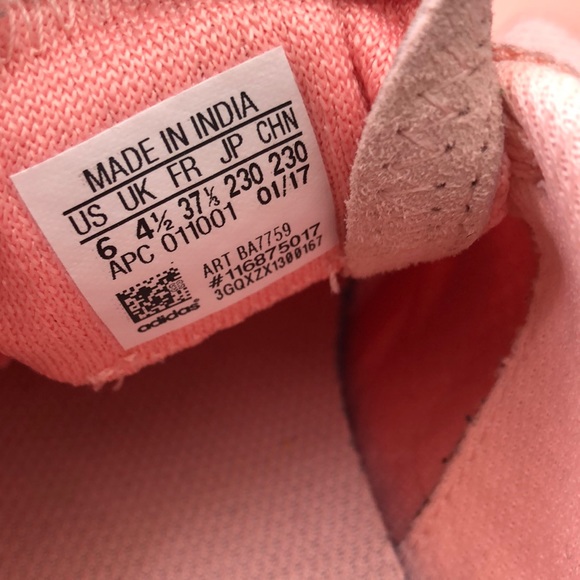 MADE IN INDIA
US UK FR JP CHN
6 4½ 37⅓ 230 230
APC 011001 01/17
ART BA7759
#116875017
3GQXZX1300167
adidas